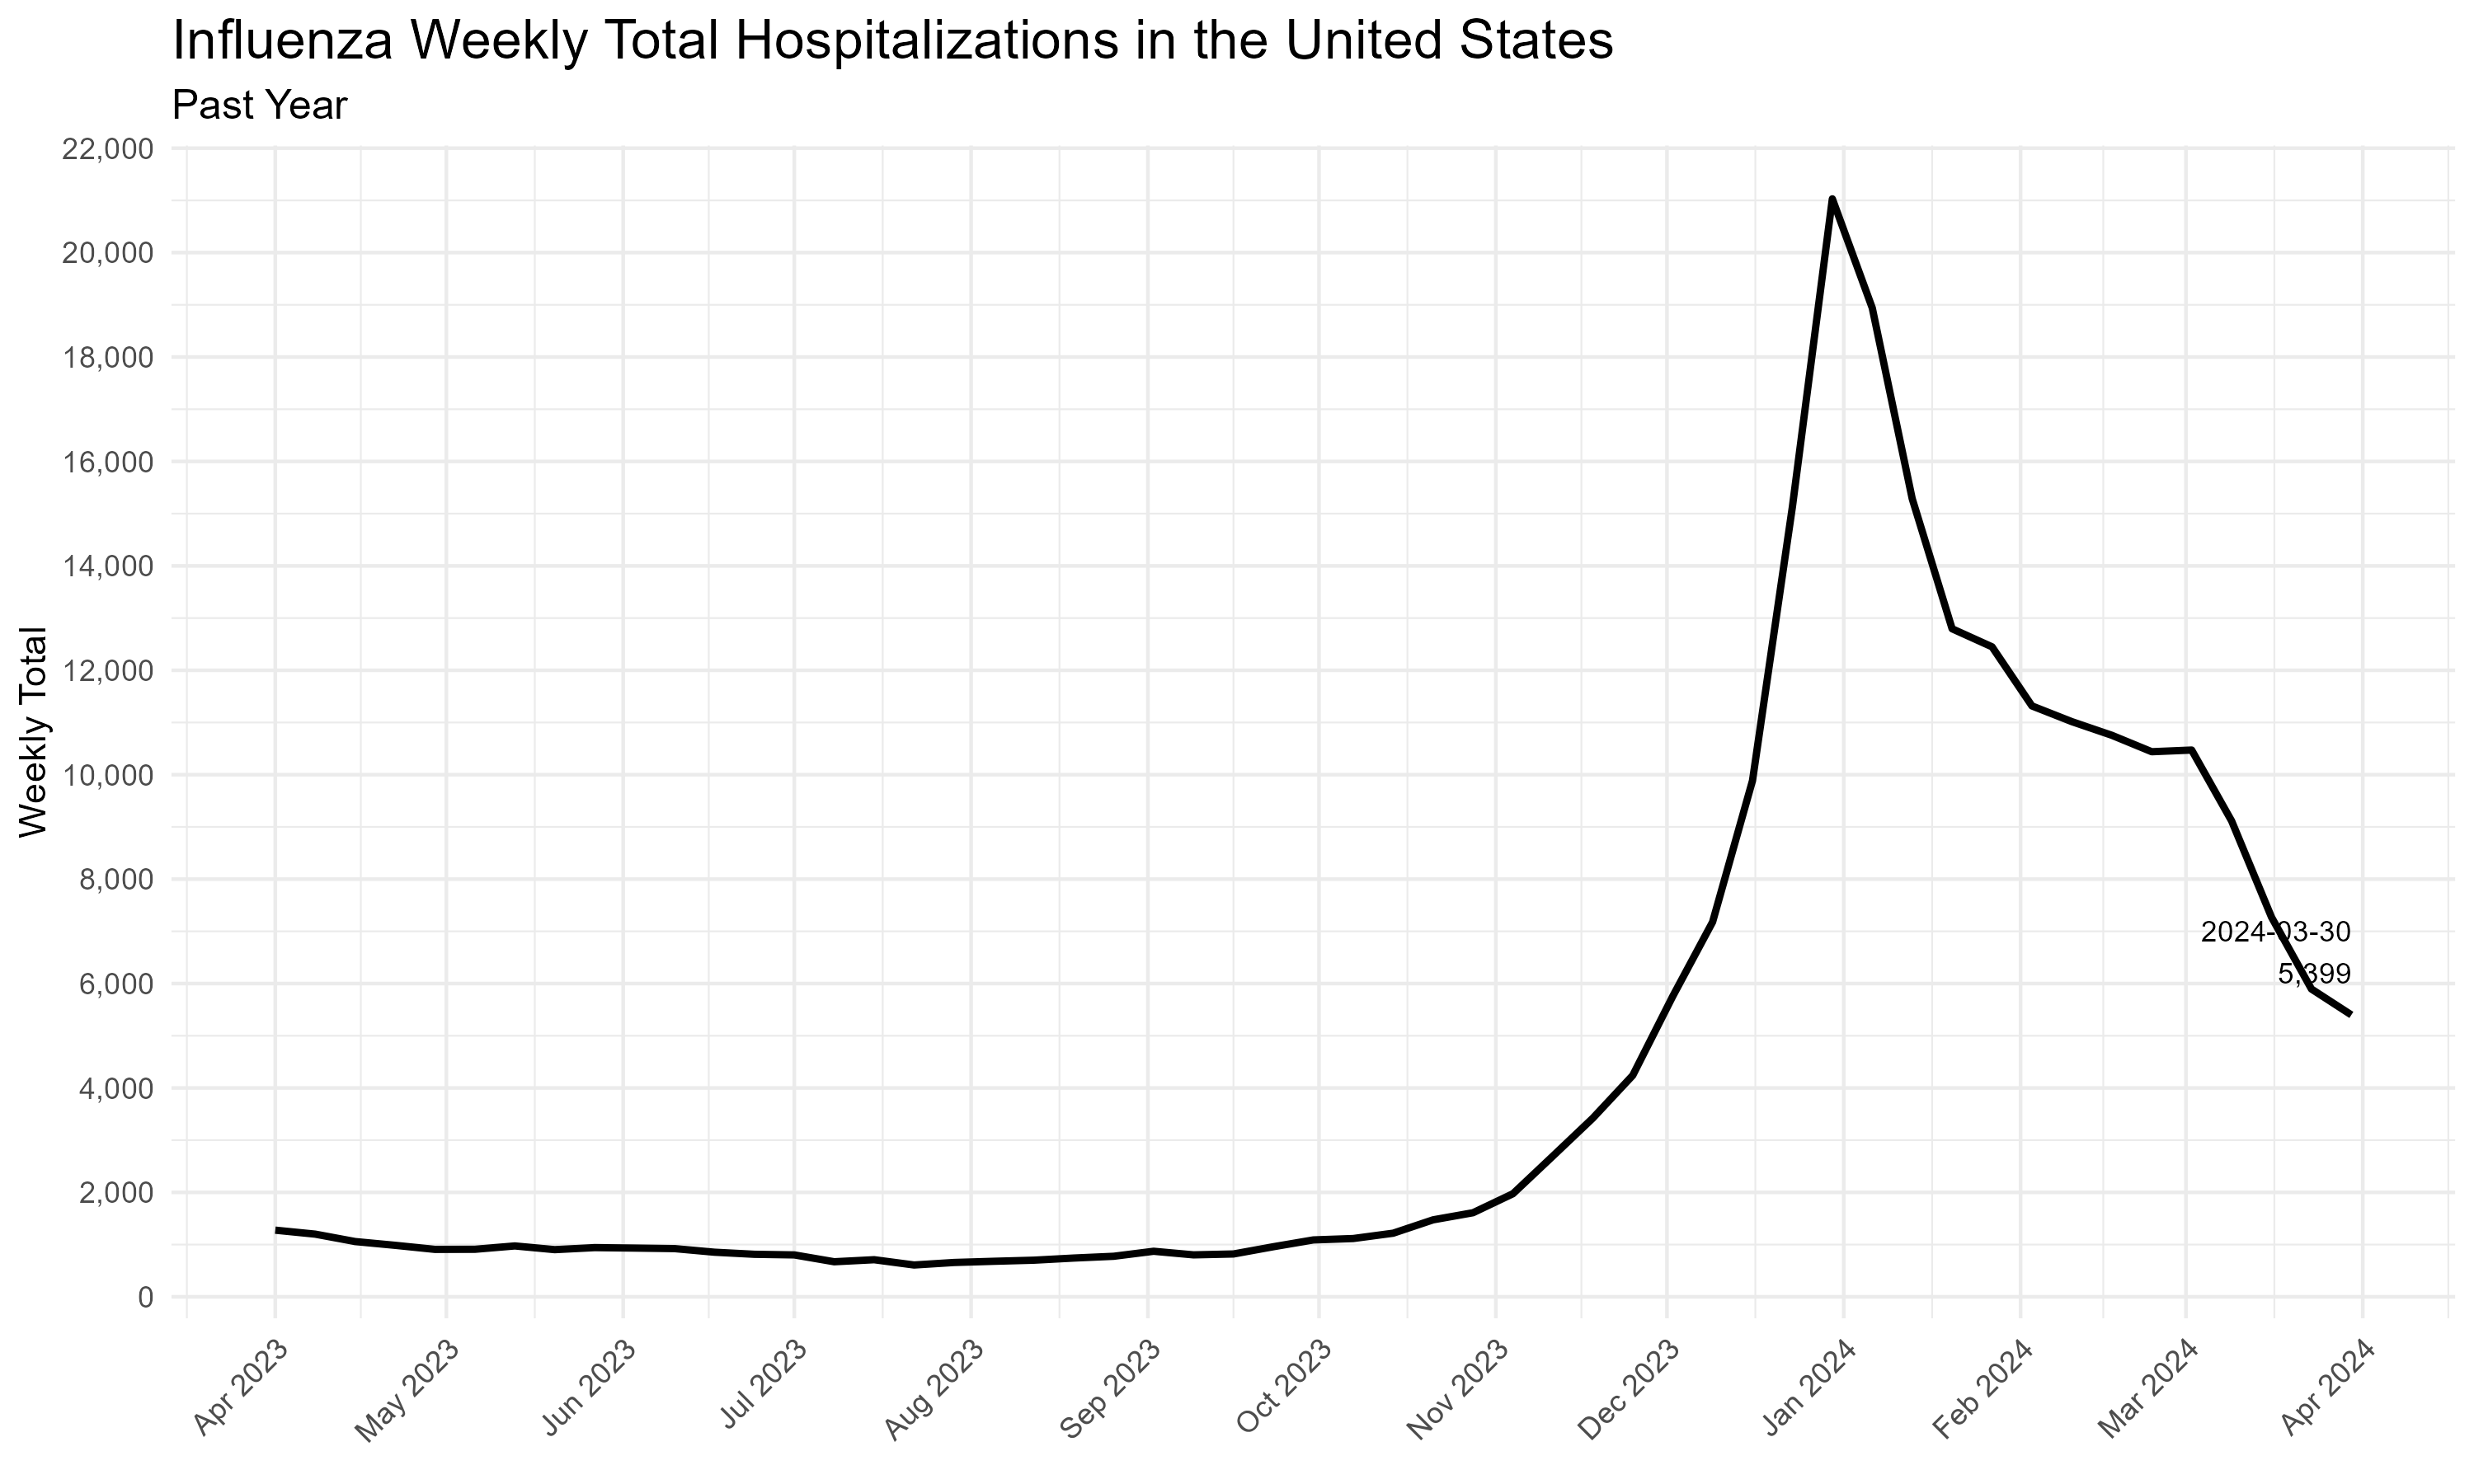 Influenza Weekly Total Hospitalizations in the United States
Past Year
22,000
20,000
18,000
16,000
14,000
12,000
10,000
8,000
6,000
4,000
2,000
0
Weekly Total
2024-03-30
5,399
Apr 2023
May 2023
Jun 2023
Jul 2023
Aug 2023
Sep 2023
Oct 2023
Nov 2023
Dec 2023
Jan 2024
Feb 2024
Mar 2024
Apr 2024